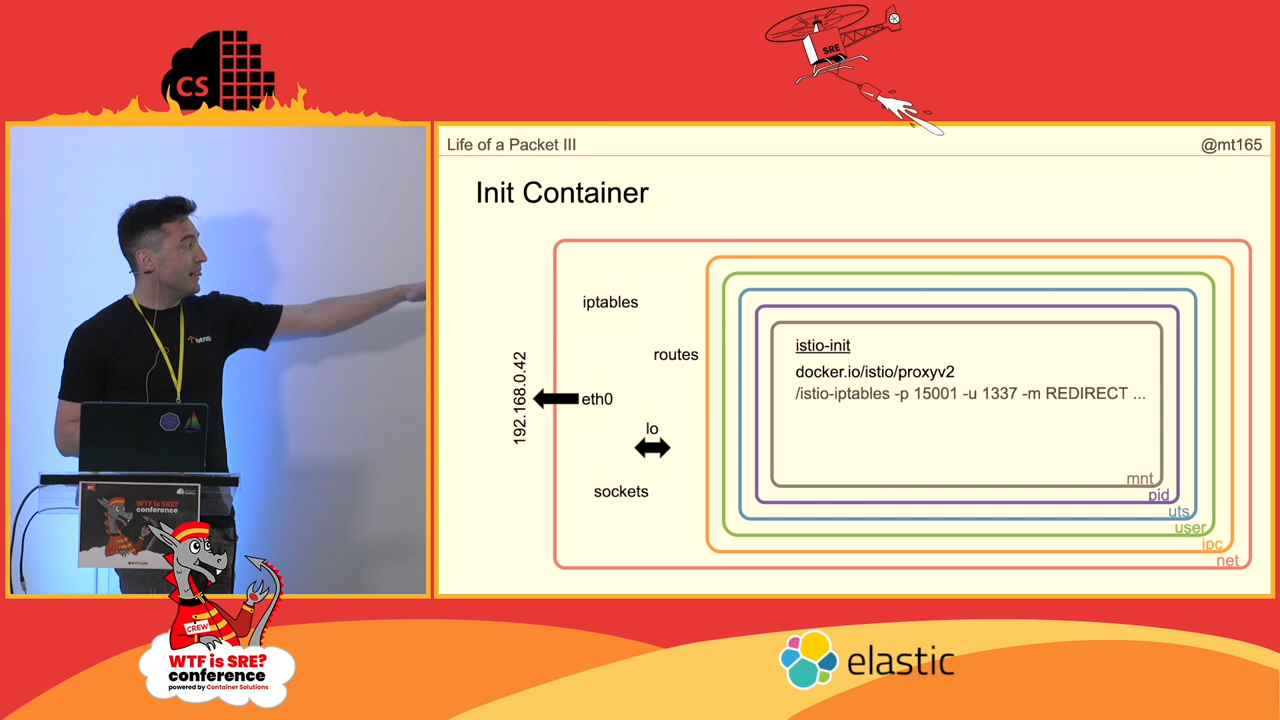 CS
SRE
Life of a Packet III
@mt165
Init Container
iptables
routes
192.168.0.42
eth0
lo
sockets
istio-init
docker.io/istio/proxyv2
/istio-iptables -p 15001 -u 1337 -m REDIRECT ...
mnt
pid
uts
user
ipc
net
WTF is SRE?
conference
CREW
WTF is SRE?
conference
powered by Container Solutions
elastic